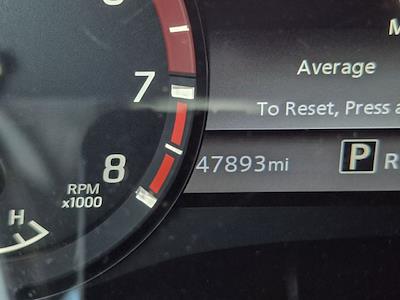 7
8
RPM
x1000
H
Average
To Reset, Press
47893mi
P R